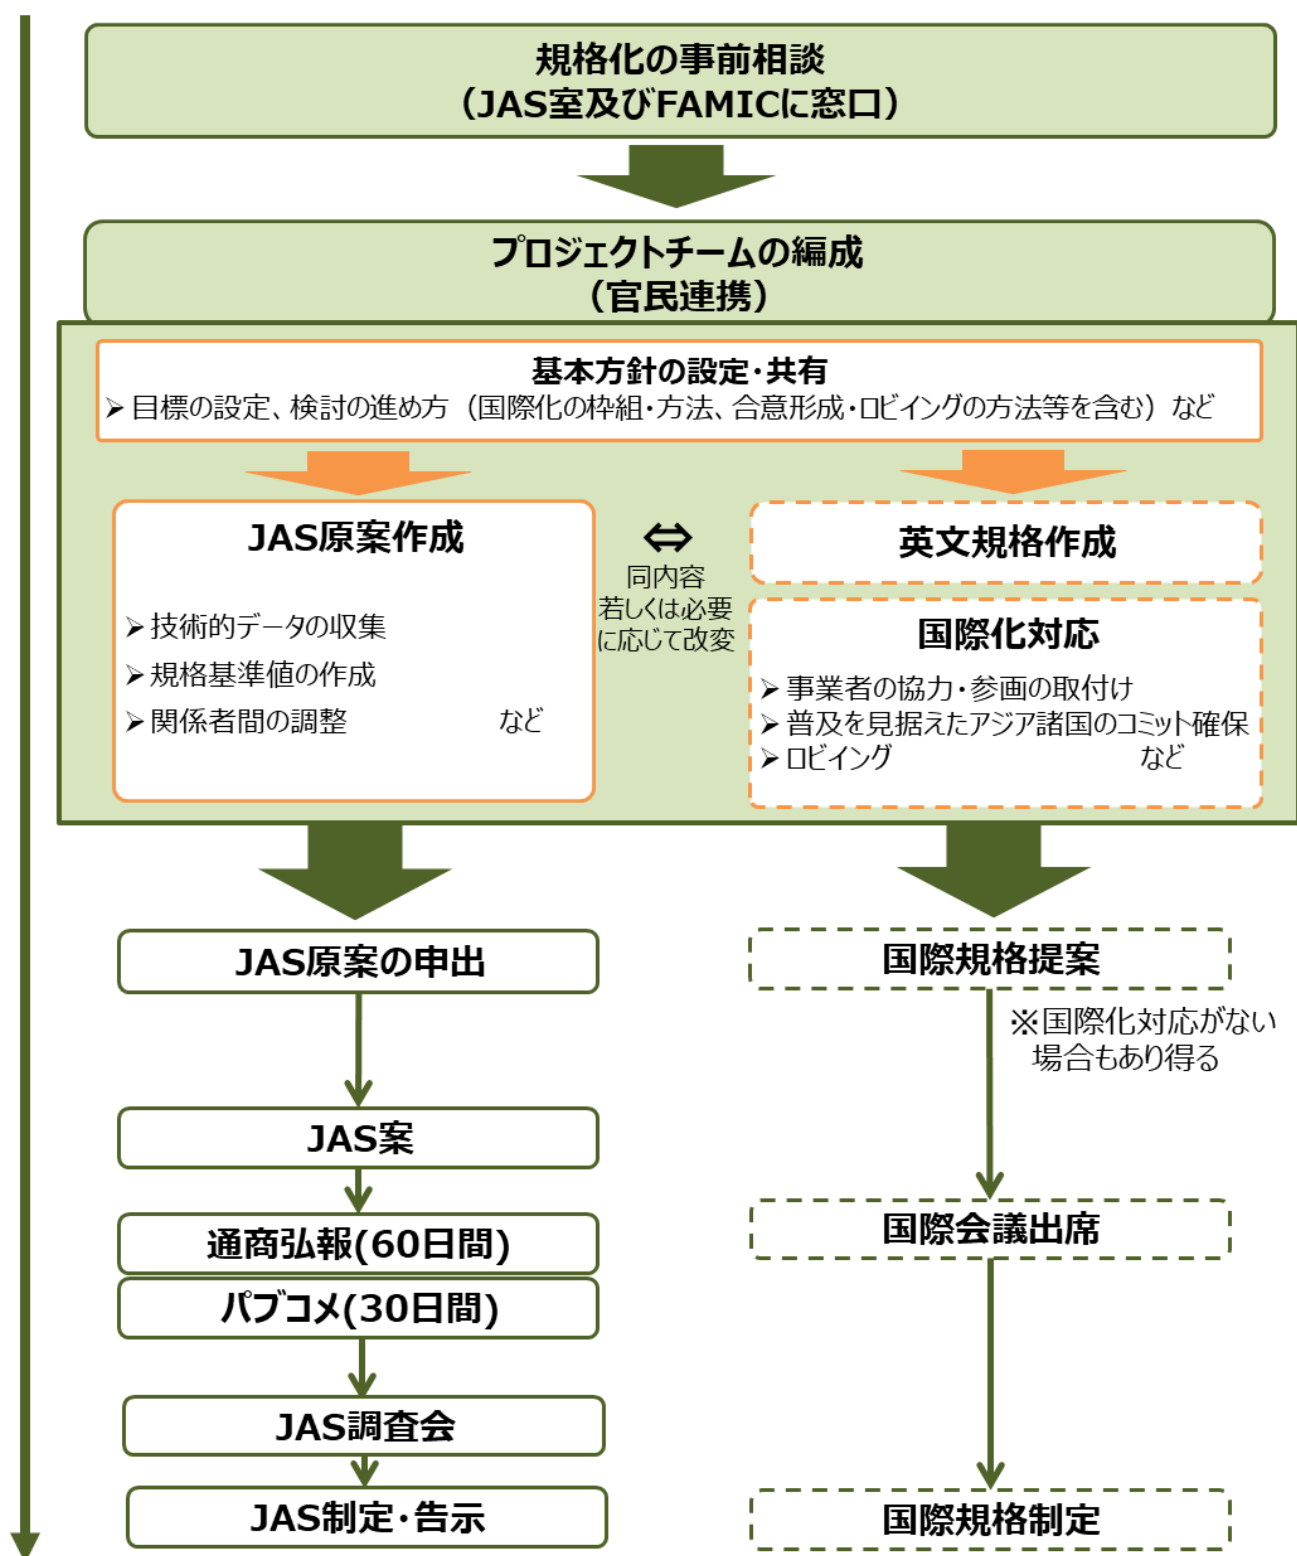 規格化の事前相談
（JAS室及びFAMICに窓口）
プロジェクトチームの編成
（官民連携）
基本方針の設定・共有
➢目標の設定、検討の進め方（国際化の枠組・方法、合意形成・ロビイングの方法等を含む）など
JAS原案作成
➢技術的データの収集
➢規格基準値の作成
➢関係者間の調整　など
⇔
同内容
若しくは必要
に応じて改変
英文規格作成
国際化対応
➢事業者の協力・参画の取付け
➢普及を見据えたアジア諸国のコミット確保
➢ロビイング　など
JAS原案の申出
JAS案
通商弘報(60日間)
パブコメ(30日間)
JAS調査会
JAS制定・告示
国際規格提案
※国際化対応がない
場合もあり得る
国際会議出席
国際規格制定